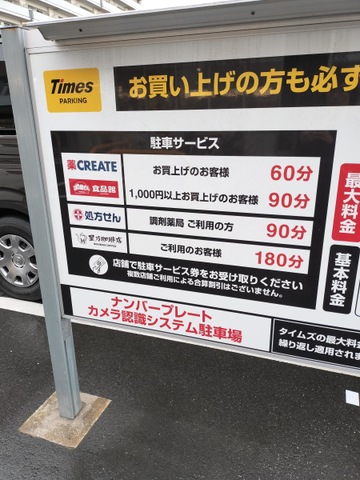 Times
PARKING
お買い上げの方も必ず
駐車サービス
薬 CREATE
お買上げのお客様 60分
食品館
1,000円以上お買上げのお客様 90分
処方せん
調剤薬局 ご利用の方 90分
星乃珈琲店
ご利用のお客様 180分
店舗で駐車サービス券をお受け取りください
複数店舗ご利用による合算割引はございません。
最大料金
基本料金
ナンバープレート
カメラ認識システム駐車場
タイムズの最大料金
繰り返し適用されま